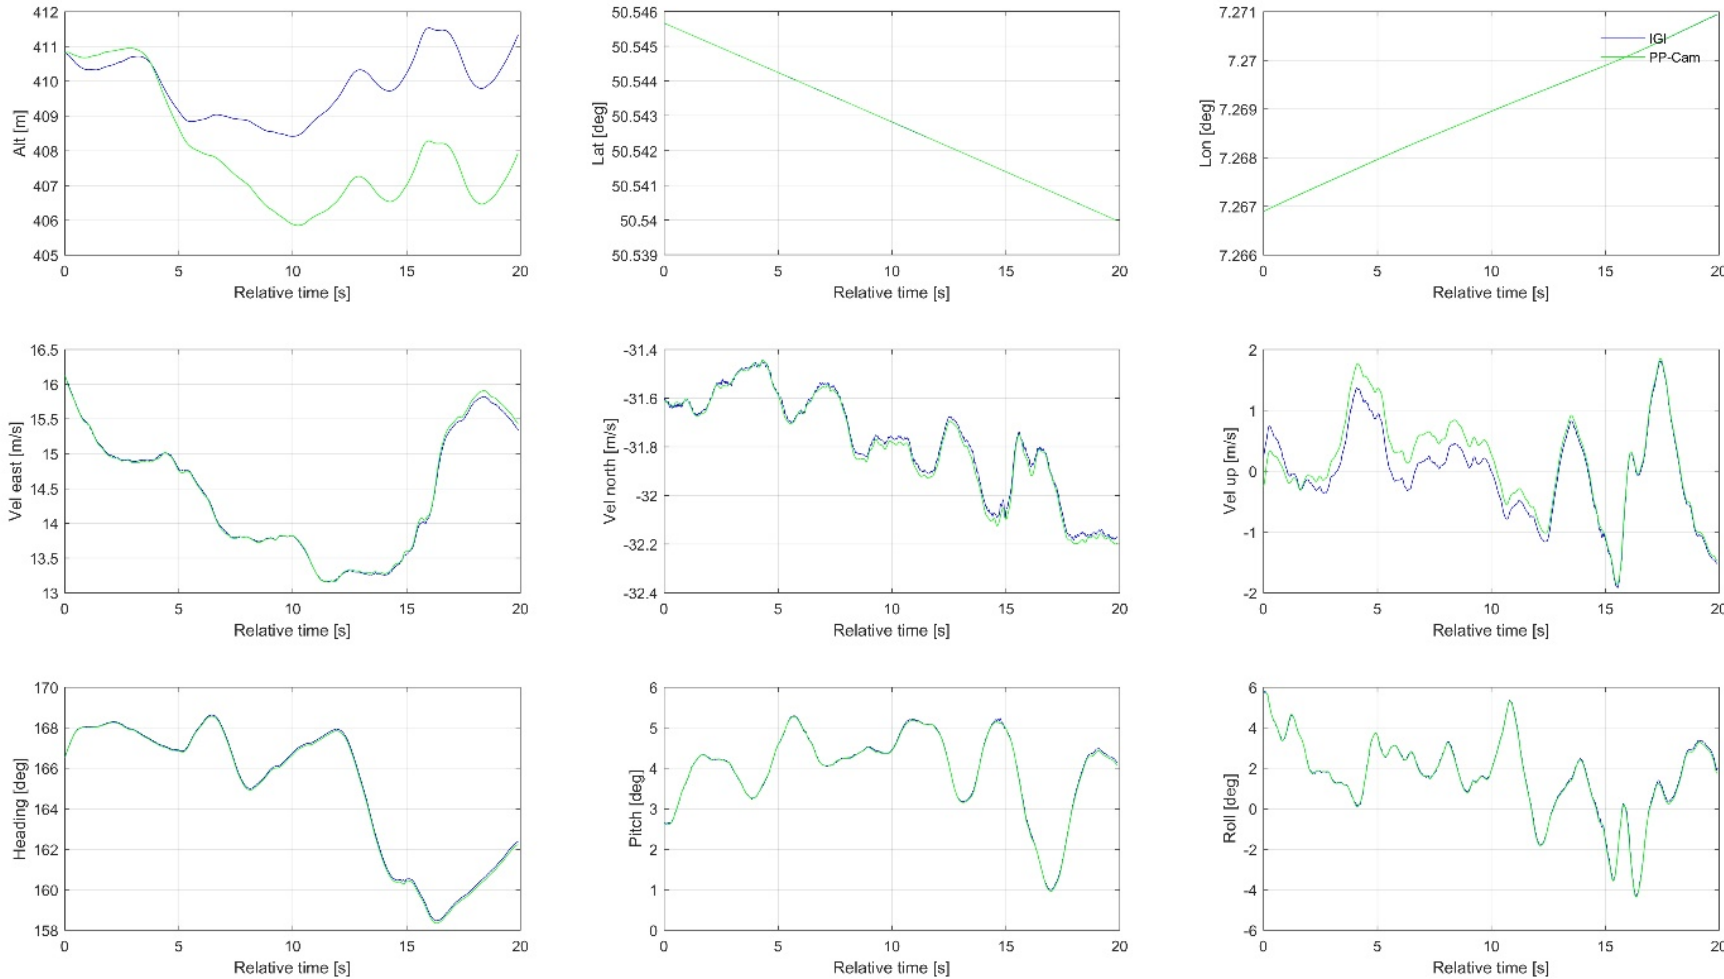 412
411
410
409
408
407
406
405
Alt [m]
0 5 10 15 20
Relative time [s]
50.546
50.545
50.544
50.543
50.542
50.541
50.54
50.539
Lat [deg]
0 5 10 15 20
Relative time [s]
7.271
7.27
7.269
7.268
7.267
7.266
Lon [deg]
IGI
PP-Cam
0 5 10 15 20
Relative time [s]
16.5
16
15.5
15
14.5
14
13.5
13
Vel east [m/s]
0 5 10 15 20
Relative time [s]
-31.4
-31.6
-31.8
-32
-32.2
-32.4
Vel north [m/s]
0 5 10 15 20
Relative time [s]
2
1
0
-1
-2
Vel up [m/s]
0 5 10 15 20
Relative time [s]
170
168
166
164
162
160
158
Heading [deg]
0 5 10 15 20
Relative time [s]
6
5
4
3
2
1
0
Pitch [deg]
0 5 10 15 20
Relative time [s]
6
4
2
0
-2
-4
-6
Roll [deg]
0 5 10 15 20
Relative time [s]